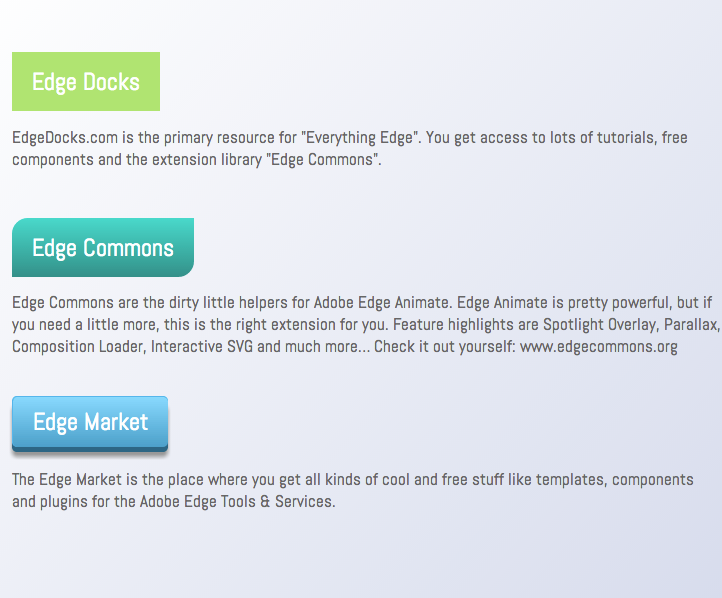 Edge Docks
EdgeDocks.com is the primary resource for "Everything Edge". You get access to lots of tutorials, free
components and the extension library "Edge Commons".
Edge Commons
Edge Commons are the dirty little helpers for Adobe Edge Animate. Edge Animate is pretty powerful, but if
you need a little more, this is the right extension for you. Feature highlights are Spotlight Overlay, Parallax,
Composition Loader, Interactive SVG and much more... Check it out yourself: www.edgecommons.org
Edge Market
The Edge Market is the place where you get all kinds of cool and free stuff like templates, components
and plugins for the Adobe Edge Tools & Services.